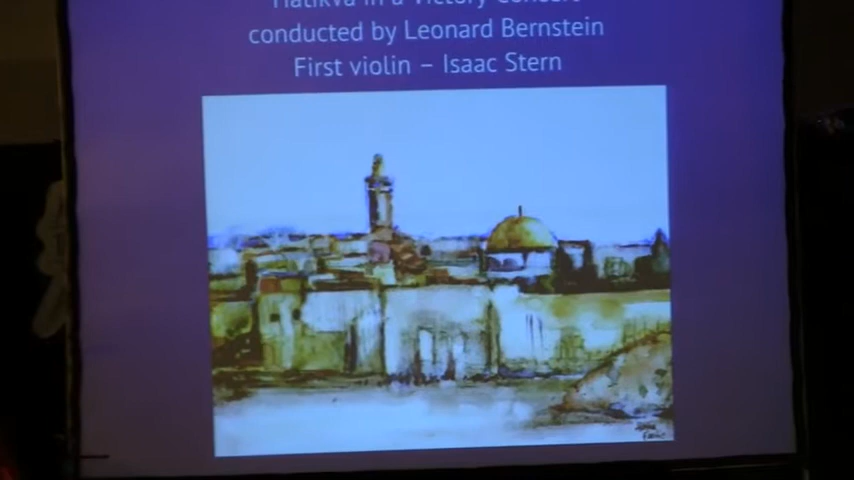 Hatikva in a Victory Concert
conducted by Leonard Bernstein
First violin – Isaac Stern